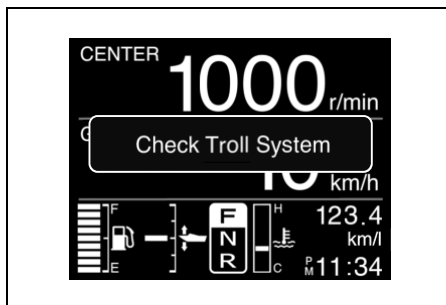 CENTER
1000
r/min
G
Check Troll System
km/h
F
E
F
N
R
H
C
123.4
km/l
PM 11:34